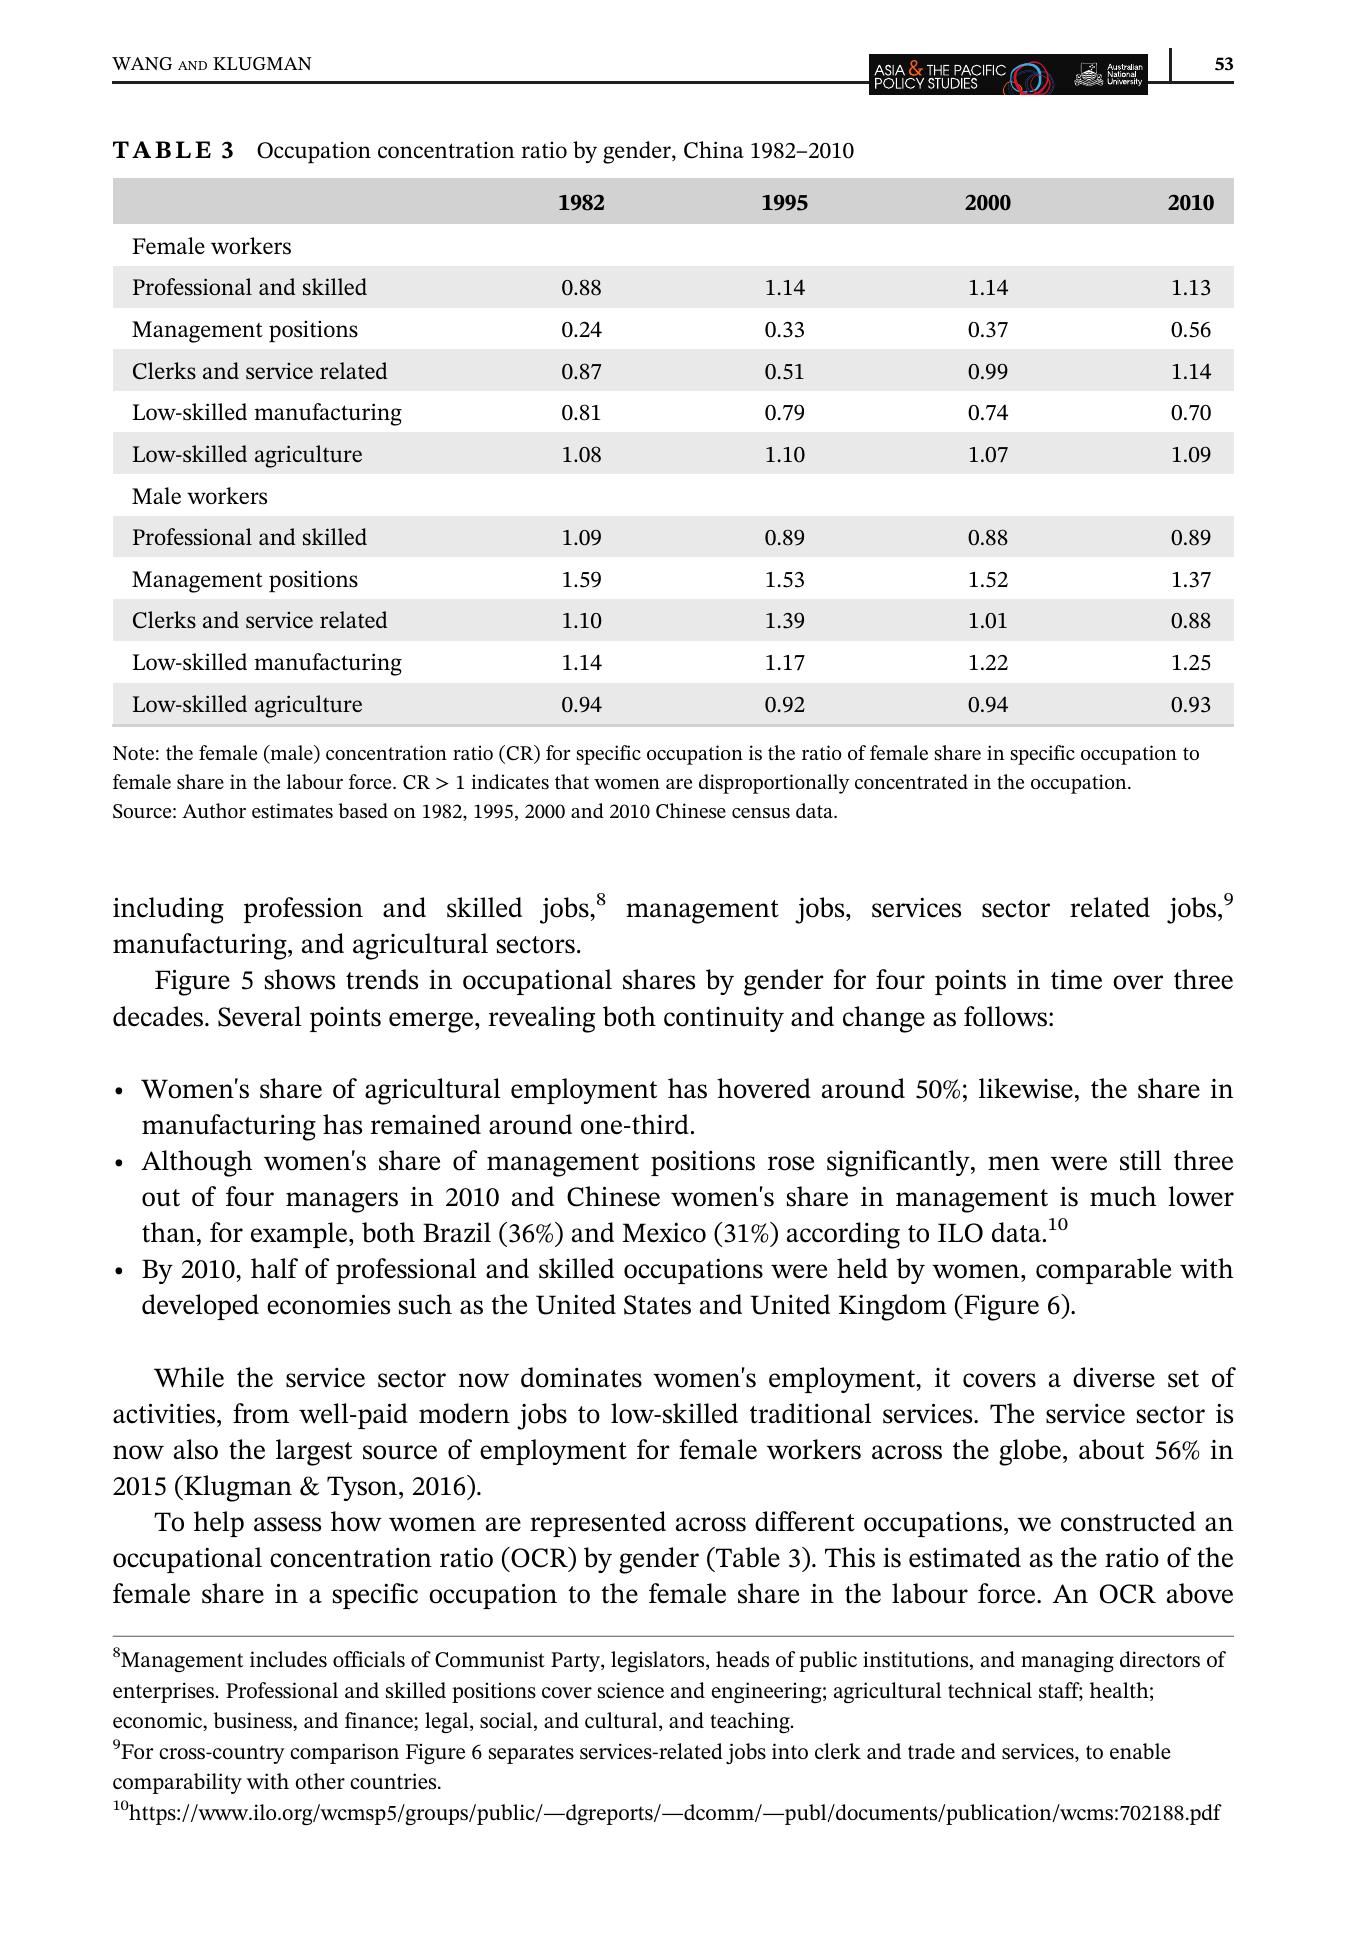 WANG AND KLUGMAN
ASIA & THE PACIFIC
POLICY STUDIES
Australian
National
University
53
TABLE 3 Occupation concentration ratio by gender, China 1982–2010
1982 1995 2000 2010
Female workers
Professional and skilled 0.88 1.14 1.14 1.13
Management positions 0.24 0.33 0.37 0.56
Clerks and service related 0.87 0.51 0.99 1.14
Low-skilled manufacturing 0.81 0.79 0.74 0.70
Low-skilled agriculture 1.08 1.10 1.07 1.09
Male workers
Professional and skilled 1.09 0.89 0.88 0.89
Management positions 1.59 1.53 1.52 1.37
Clerks and service related 1.10 1.39 1.01 0.88
Low-skilled manufacturing 1.14 1.17 1.22 1.25
Low-skilled agriculture 0.94 0.92 0.94 0.93
Note: the female (male) concentration ratio (CR) for specific occupation is the ratio of female share in specific occupation to
female share in the labour force. CR > 1 indicates that women are disproportionally concentrated in the occupation.
Source: Author estimates based on 1982, 1995, 2000 and 2010 Chinese census data.
including profession and skilled jobs,8 management jobs, services sector related jobs,9
manufacturing, and agricultural sectors.
Figure 5 shows trends in occupational shares by gender for four points in time over three
decades. Several points emerge, revealing both continuity and change as follows:
• Women's share of agricultural employment has hovered around 50%; likewise, the share in
manufacturing has remained around one-third.
• Although women's share of management positions rose significantly, men were still three
out of four managers in 2010 and Chinese women's share in management is much lower
than, for example, both Brazil (36%) and Mexico (31%) according to ILO data.10
• By 2010, half of professional and skilled occupations were held by women, comparable with
developed economies such as the United States and United Kingdom (Figure 6).
While the service sector now dominates women's employment, it covers a diverse set of
activities, from well-paid modern jobs to low-skilled traditional services. The service sector is
now also the largest source of employment for female workers across the globe, about 56% in
2015 (Klugman & Tyson, 2016).
To help assess how women are represented across different occupations, we constructed an
occupational concentration ratio (OCR) by gender (Table 3). This is estimated as the ratio of the
female share in a specific occupation to the female share in the labour force. An OCR above
8Management includes officials of Communist Party, legislators, heads of public institutions, and managing directors of
enterprises. Professional and skilled positions cover science and engineering; agricultural technical staff; health;
economic, business, and finance; legal, social, and cultural, and teaching.
9For cross-country comparison Figure 6 separates services-related jobs into clerk and trade and services, to enable
comparability with other countries.
10https://www.ilo.org/wcmsp5/groups/public/—dgreports/—dcomm/—publ/documents/publication/wcms:702188.pdf